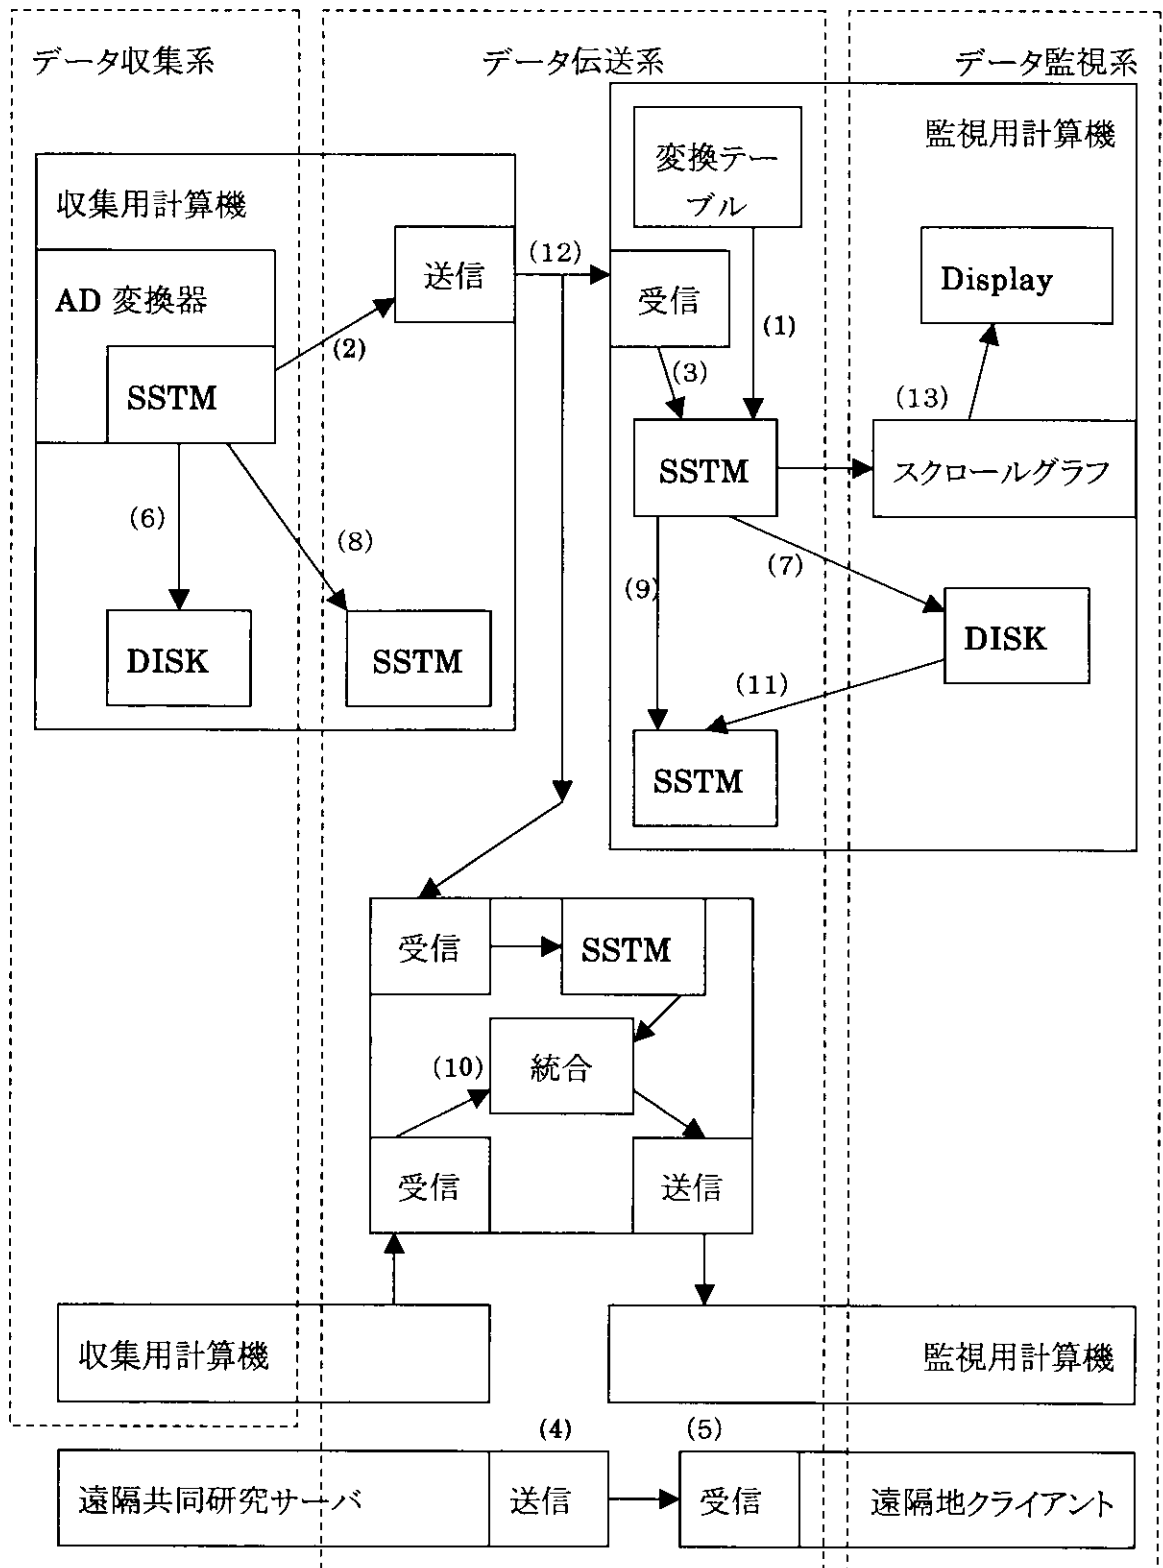 データ収集系
データ伝送系
データ監視系
監視用計算機
変換テー
ブル
収集用計算機
送信
(12)
受信
(1)
Display
AD 変換器
(2)
(3)
SSTM
(13)
SSTM
スクロールグラフ
(6)
(8)
(9)
(7)
DISK
SSTM
DISK
(11)
SSTM
受信
SSTM
(10)
統合
受信
送信
収集用計算機
監視用計算機
(4)
(5)
遠隔共同研究サーバ
送信
受信
遠隔地クライアント